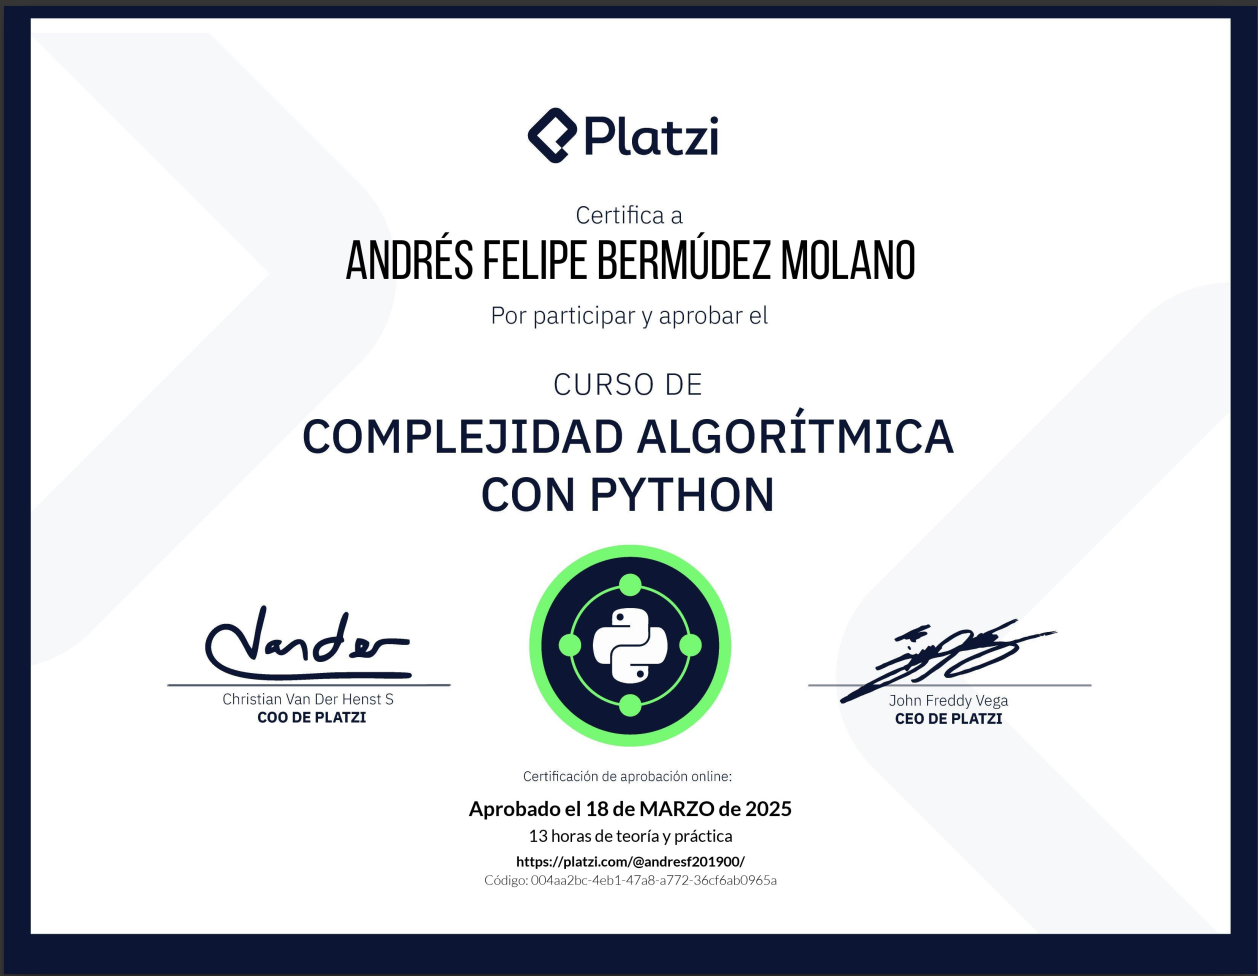 Platzi
Certifica a
ANDRÉS FELIPE BERMÚDEZ MOLANO
Por participar y aprobar el
CURSO DE
COMPLEJIDAD ALGORÍTMICA
CON PYTHON
Vander
Christian Van Der Henst S
COO DE PLATZI
John Freddy Vega
CEO DE PLATZI
Certificación de aprobación online:
Aprobado el 18 de MARZO de 2025
13 horas de teoría y práctica
https://platzi.com/@andresf201900/
Código: 004aa2bc-4eb1-47a8-a772-36cf6ab0965a